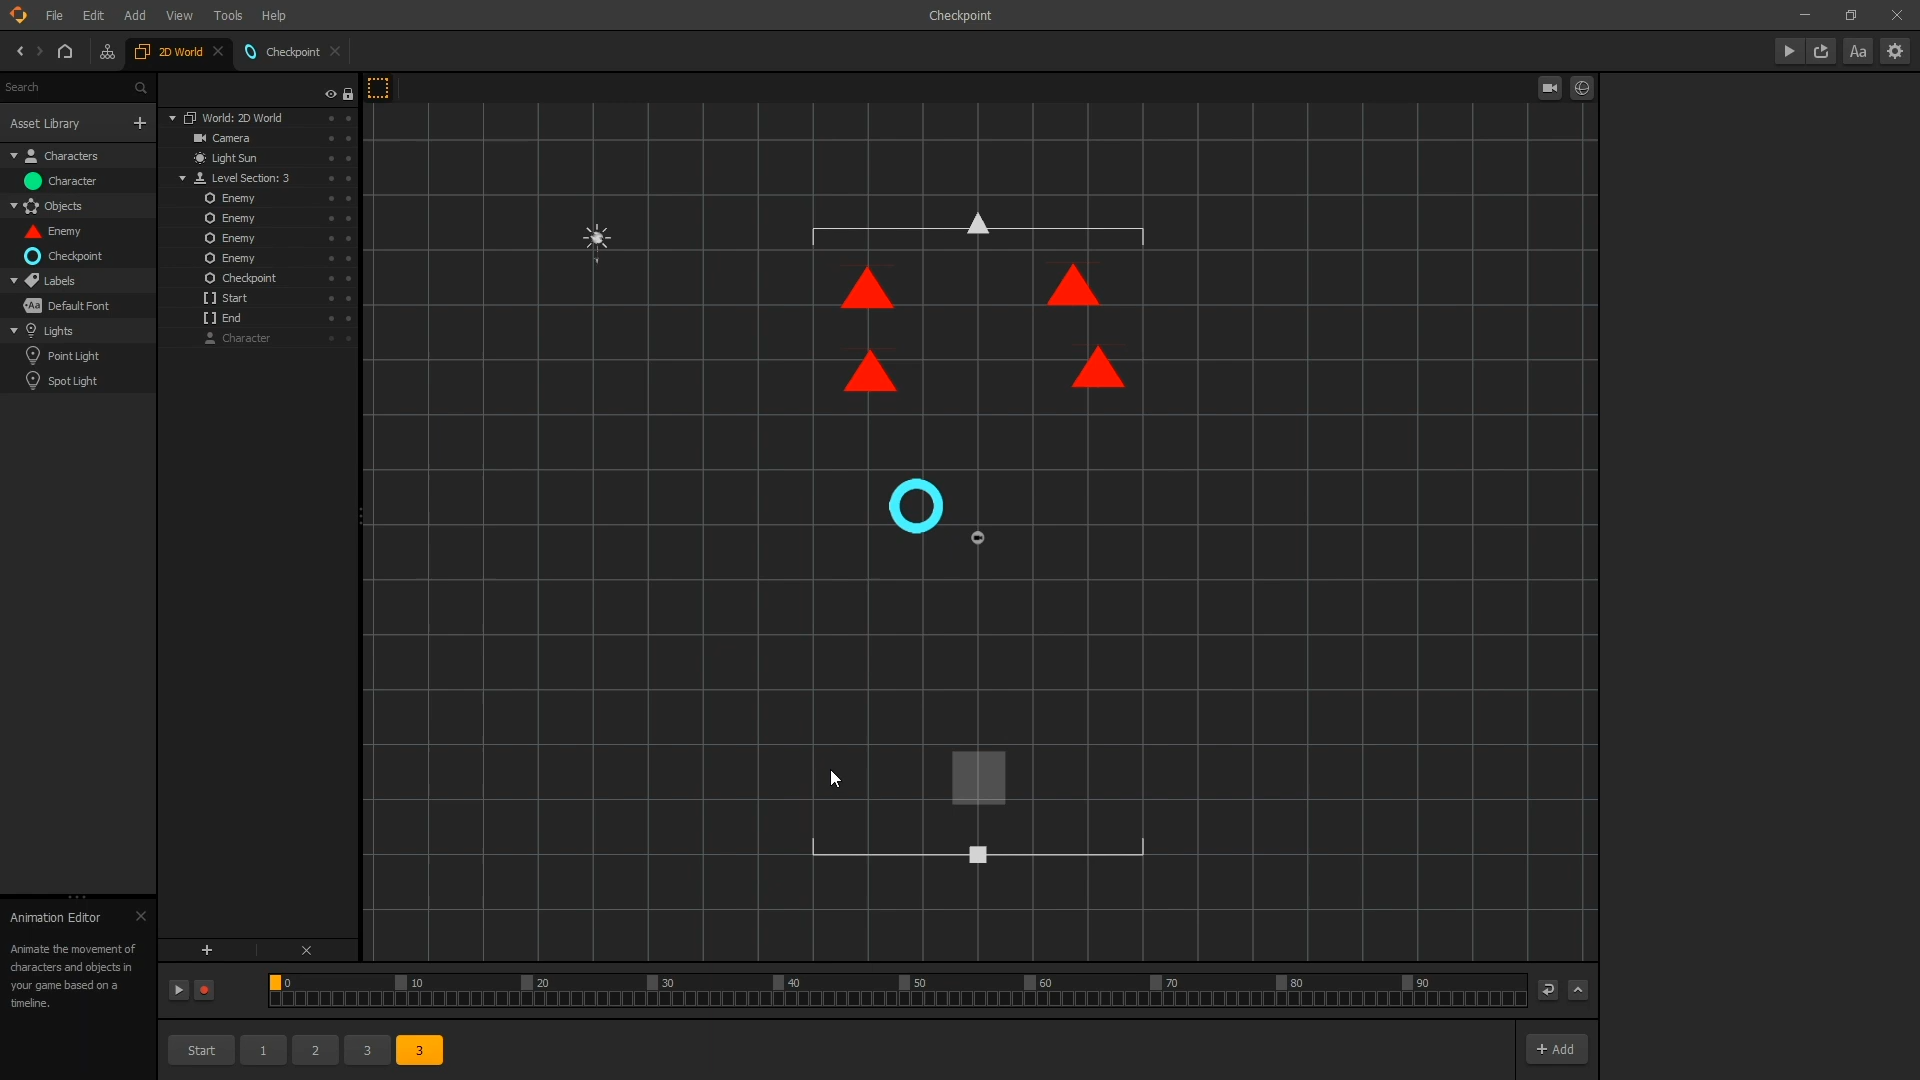 File Edit Add View Tools Help
Checkpoint
2D World
Checkpoint
Aa
Search
Asset Library
Characters
Character
Objects
Enemy
Checkpoint
Labels
Aa Default Font
Lights
Point Light
Spot Light
World: 2D World
Camera
Light Sun
Level Section: 3
Enemy
Enemy
Enemy
Enemy
Checkpoint
Start
End
Character
Animation Editor
Animate the movement of
characters and objects in
your game based on a
timeline.
0 10 20 30 40 50 60 70 80 90
Start 1 2 3 3
+ Add